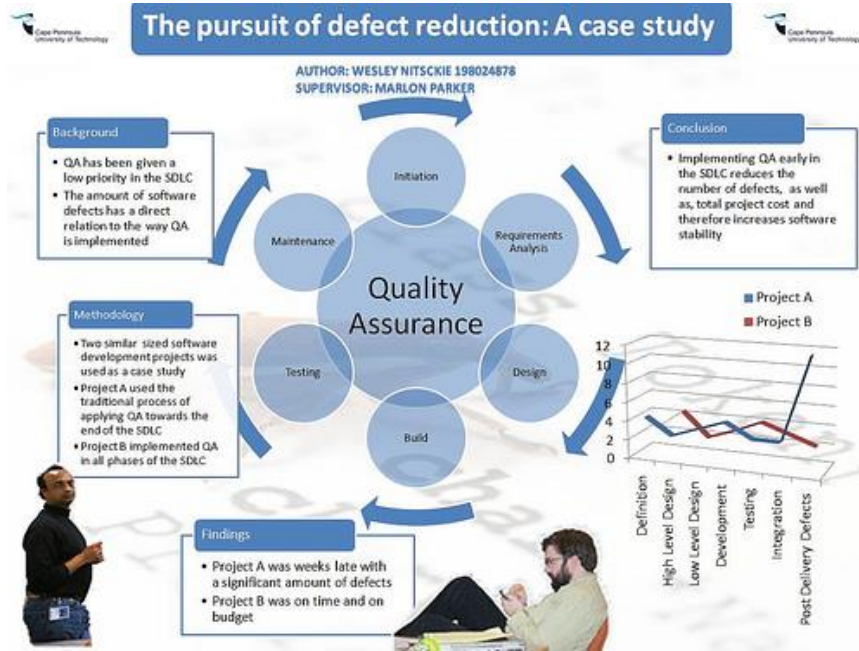 Cape Peninsula
University of Technology
The pursuit of defect reduction: A case study
Cape Peninsula
University of Technology
AUTHOR: WESLEY NITSCKIE 198024878
SUPERVISOR: MARLON PARKER
Background
• QA has been given a
low priority in the SDLC
• The amount of software
defects has a direct
relation to the way QA
is implemented
Methodology
• Two similar sized software
development projects was
used as a case study
• Project A used the
traditional process of
applying QA towards the
end of the SDLC
• Project B implemented QA
in all phases of the SDLC
Initiation
Requirements
Analysis
Design
Build
Testing
Maintenance
Quality
Assurance
Findings
• Project A was weeks late with
a significant amount of defects
• Project B was on time and on
budget
Conclusion
• Implementing QA early in
the SDLC reduces the
number of defects, as well
as, total project cost and
therefore increases software
stability
Project A
Project B
12
10
8
6
4
2
0
Definition
High Level Design
Low Level Design
Development
Testing
Integration
Post Delivery Defects